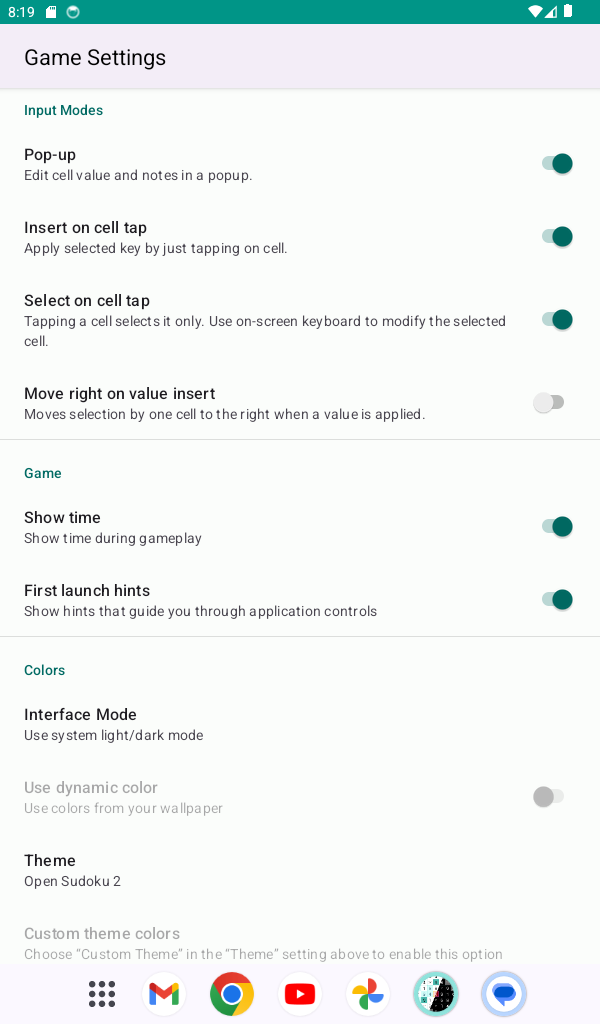 8:19
Game Settings
Input Modes
Pop-up
Edit cell value and notes in a popup.
Insert on cell tap
Apply selected key by just tapping on cell.
Select on cell tap
Tapping a cell selects it only. Use on-screen keyboard to modify the selected
cell.
Move right on value insert
Moves selection by one cell to the right when a value is applied.
Game
Show time
Show time during gameplay
First launch hints
Show hints that guide you through application controls
Colors
Interface Mode
Use system light/dark mode
Use dynamic color
Use colors from your wallpaper
Theme
Open Sudoku 2
Custom theme colors
Choose “Custom Theme” in the “Theme” setting above to enable this option